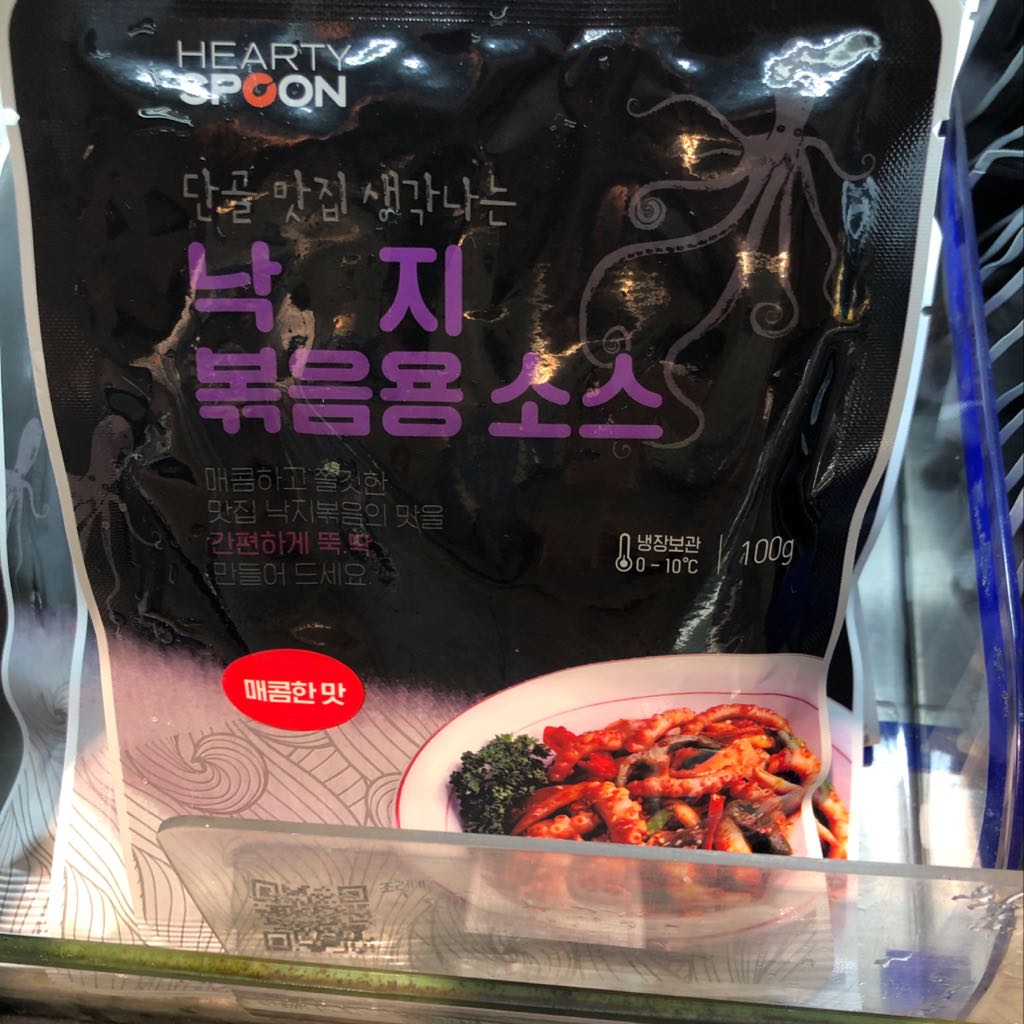 HEARTY
SPOON
단골 맛집 생각나는
낙지
볶음용 소스
매콤하고 쫄깃한
맛집 낙지볶음의 맛을
간편하게 뚝.딱
만들어 드세요.
냉장보관
0-10℃
100g
매콤한 맛